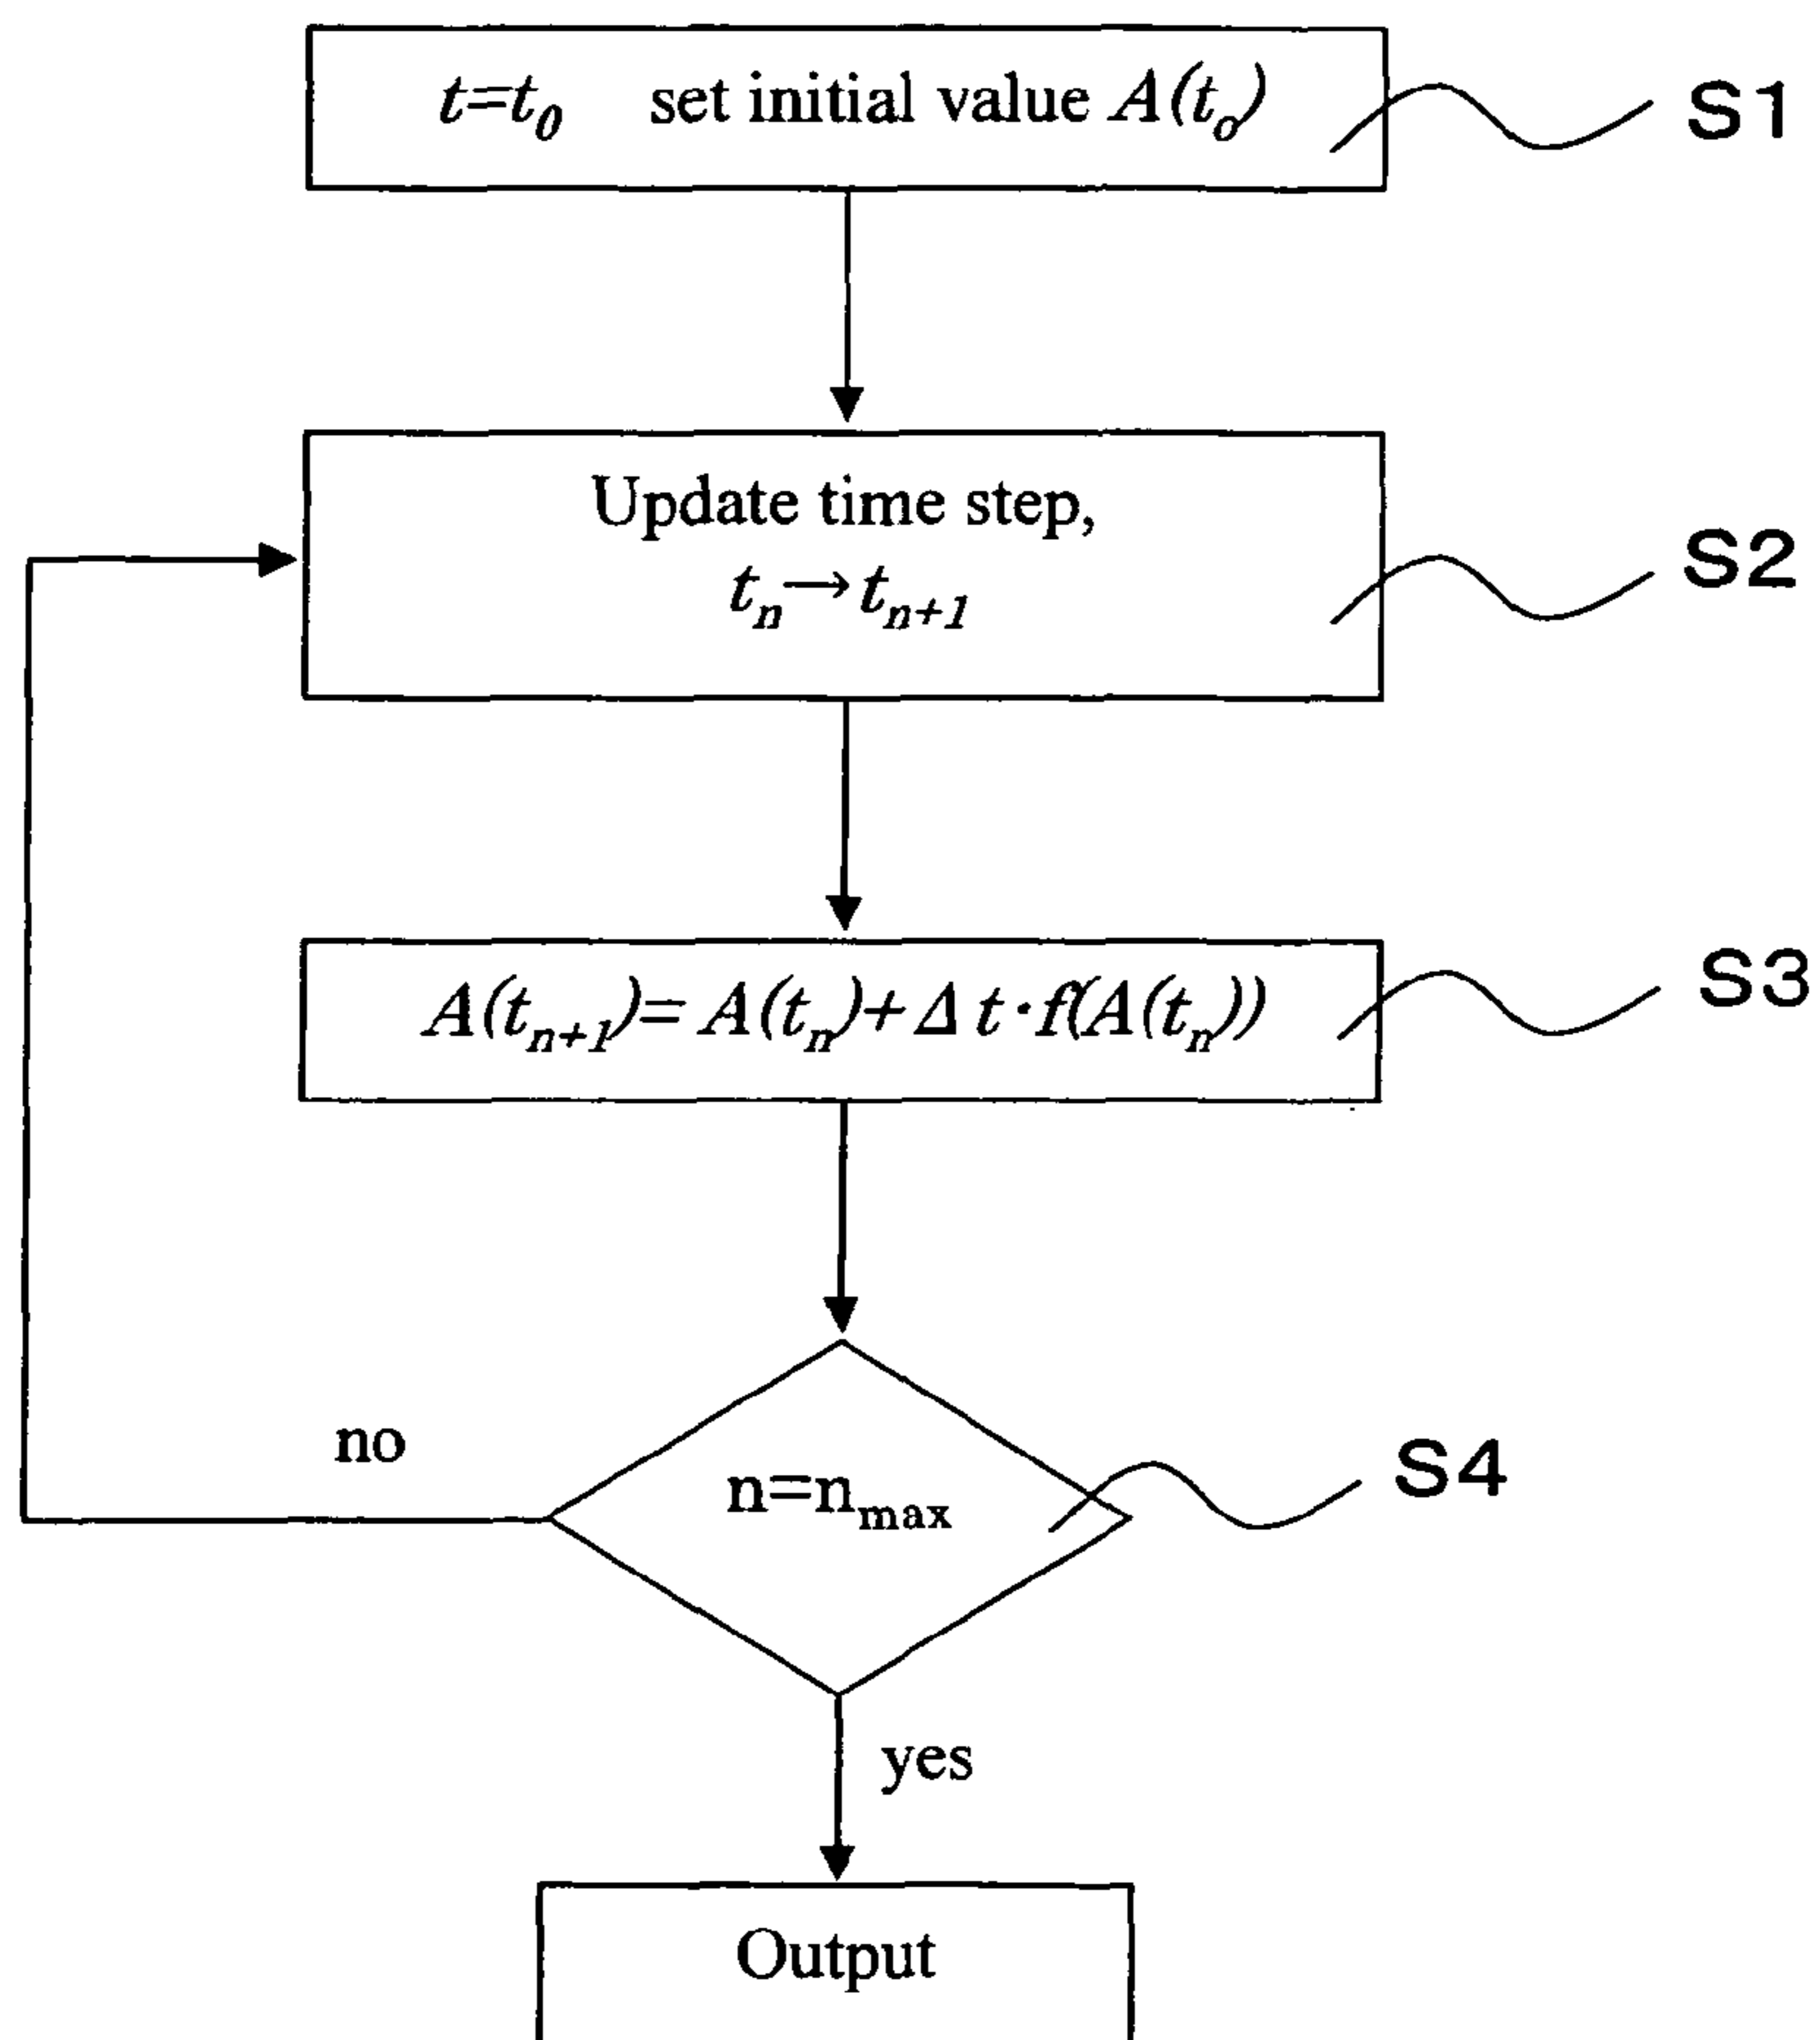 t=t₀ set initial value A(tₒ)
S1
Update time step,
tₙ→tₙ₊₁
S2
A(tₙ₊₁)= A(tₙ)+Δ t·f(A(tₙ))
S3
no
n=nₘₐₓ
S4
yes
Output